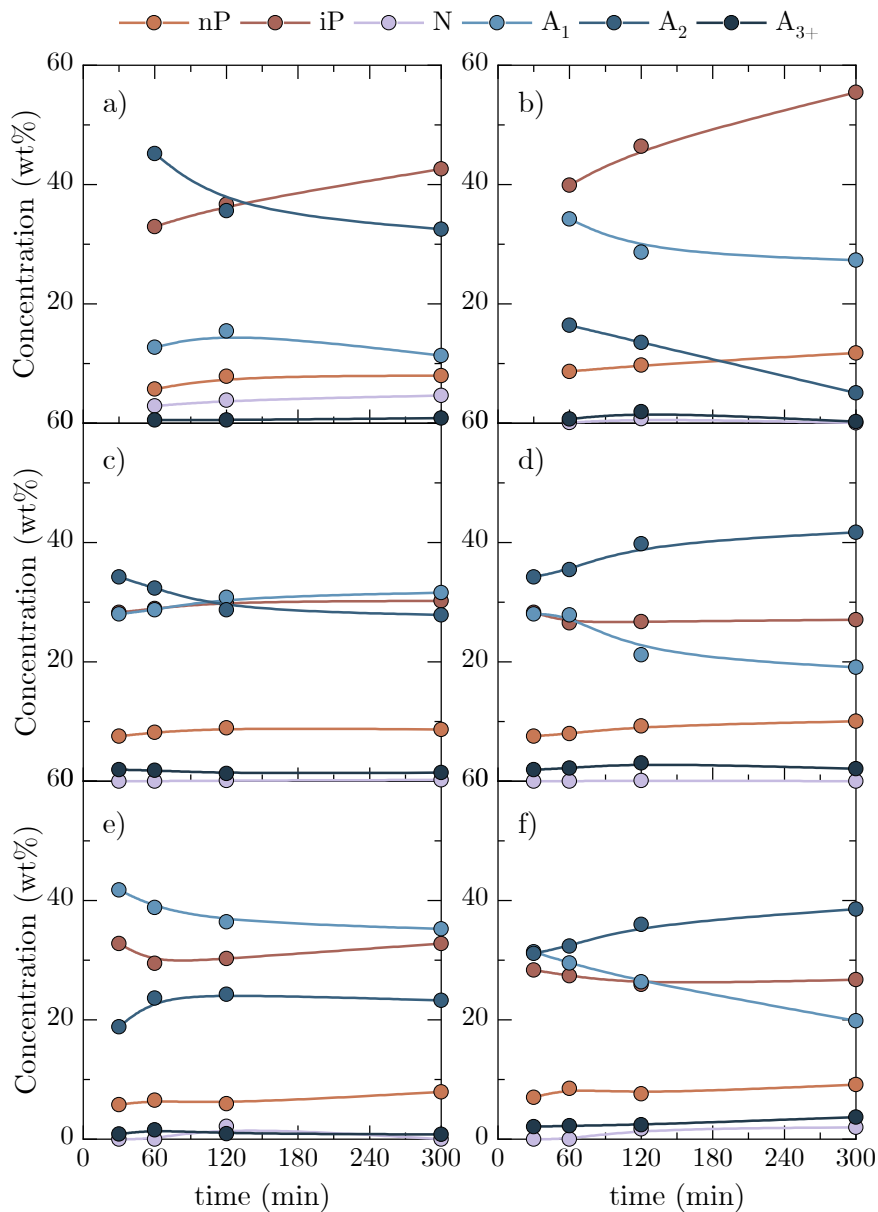 nP iP N A₁ A₂ A₃₊
60 a) b)
Concentration (wt%)
40
20
60 60
c) d)
Concentration (wt%)
40 40
20 20
60 60
e) f)
Concentration (wt%)
40 40
20 20
0 60 120 180 240 300 0 60 120 180 240 300
0
time (min) time (min)